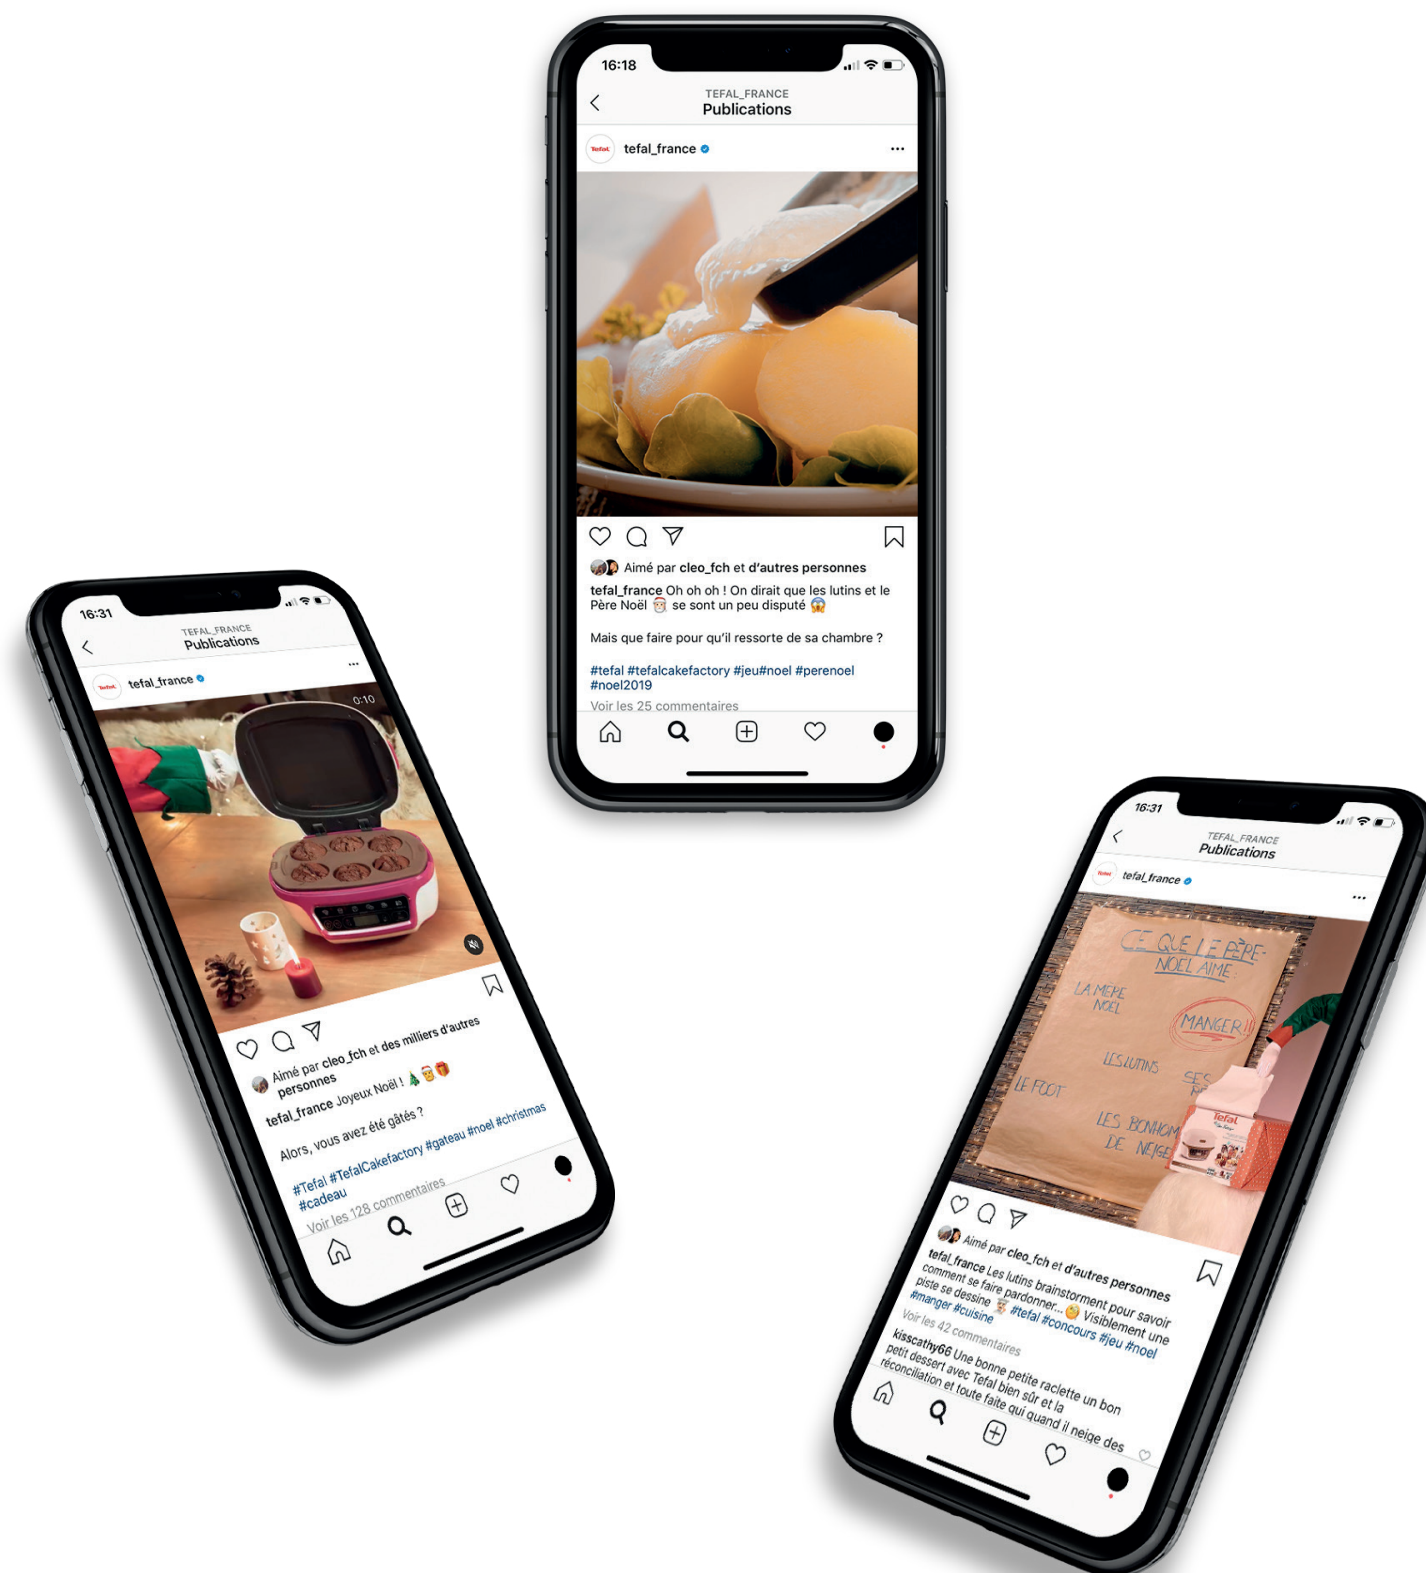 16:18
TEFAL_FRANCE
Publications
Tefal
tefal_france
Aimé par cleo_fch et d'autres personnes
tefal_france Oh oh oh ! On dirait que les lutins et le
Père Noël 🎅 se sont un peu disputé 😱
Mais que faire pour qu'il ressorte de sa chambre ?
#tefal #tefalcakefactory #jeu#noel #perenoel
#noel2019
Voir les 25 commentaires
16:31
TEFAL_FRANCE
Publications
Tefal
tefal_france
0:10
Aimé par cleo_fch et des milliers d'autres
personnes
tefal_france Joyeux Noël ! 🎄🎅🎁
Alors, vous avez été gâtés ?
#Tefal #TefalCakefactory #gateau #noel #christmas
#cadeau
Voir les 128 commentaires
16:31
TEFAL_FRANCE
Publications
Tefal
tefal_france
CE QUE LE PÈRE-
NOËL AIME:
LA MÈRE
NOËL
MANGER!!
LES LUTINS
SES
LE FOOT
LES BONHOM
DE NEIGE
Tefal
Aimé par cleo_fch et d'autres personnes
tefal_france Les lutins brainstorment pour savoir
comment se faire pardonner... 🧐 Visiblement une
piste se dessine 👨‍🍳 #tefal #concours #jeu #noel
#manger #cuisine
Voir les 42 commentaires
kisscathy66 Une bonne petite raclette un bon
petit dessert avec Tefal bien sûr et la
réconciliation et toute faite qui quand il neige des